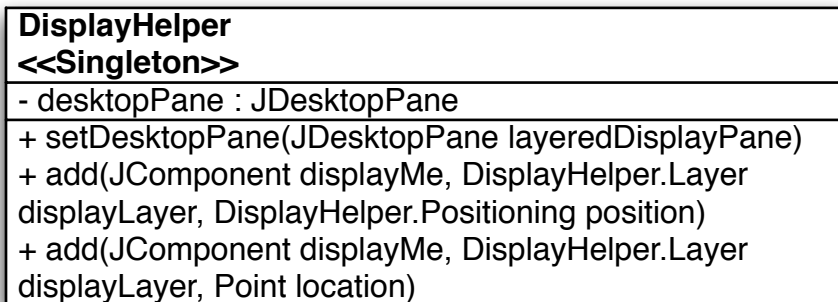 DisplayHelper
<<Singleton>>
- desktopPane : JDesktopPane
+ setDesktopPane(JDesktopPane layeredDisplayPane)
+ add(JComponent displayMe, DisplayHelper.Layer
displayLayer, DisplayHelper.Positioning position)
+ add(JComponent displayMe, DisplayHelper.Layer
displayLayer, Point location)